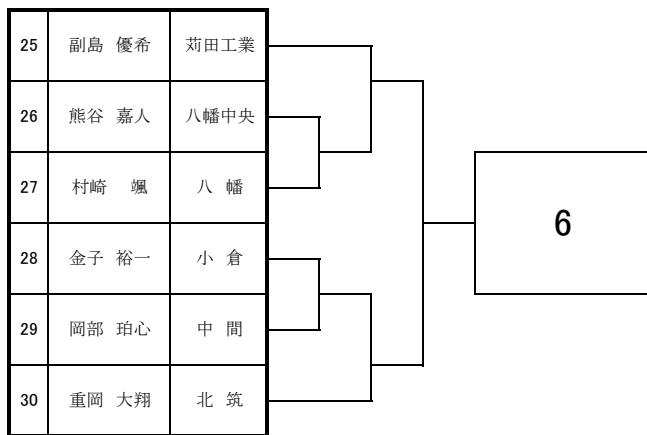 25 副島 優希 苅田工業
26 熊谷 嘉人 八幡中央
27 村崎 颯 八 幡
28 金子 裕一 小 倉
29 岡部 珀心 中 間
30 重岡 大翔 北 筑
6